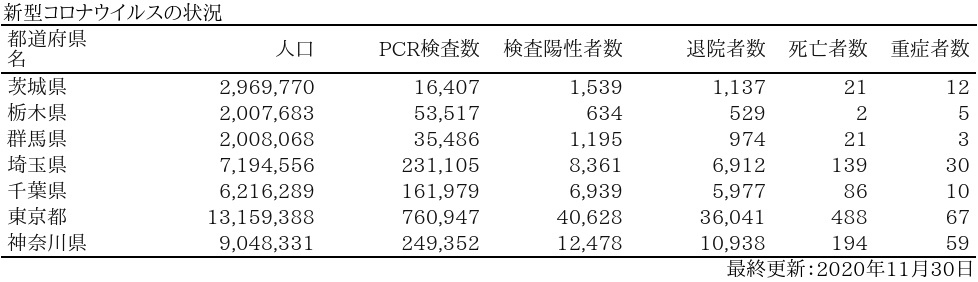 新型コロナウイルスの状況
都道府県名 人口 PCR検査数 検査陽性者数 退院者数 死亡者数 重症者数
茨城県 2,969,770 16,407 1,539 1,137 21 12
栃木県 2,007,683 53,517 634 529 2 5
群馬県 2,008,068 35,486 1,195 974 21 3
埼玉県 7,194,556 231,105 8,361 6,912 139 30
千葉県 6,216,289 161,979 6,939 5,977 86 10
東京都 13,159,388 760,947 40,628 36,041 488 67
神奈川県 9,048,331 249,352 12,478 10,938 194 59
最終更新：2020年11月30日